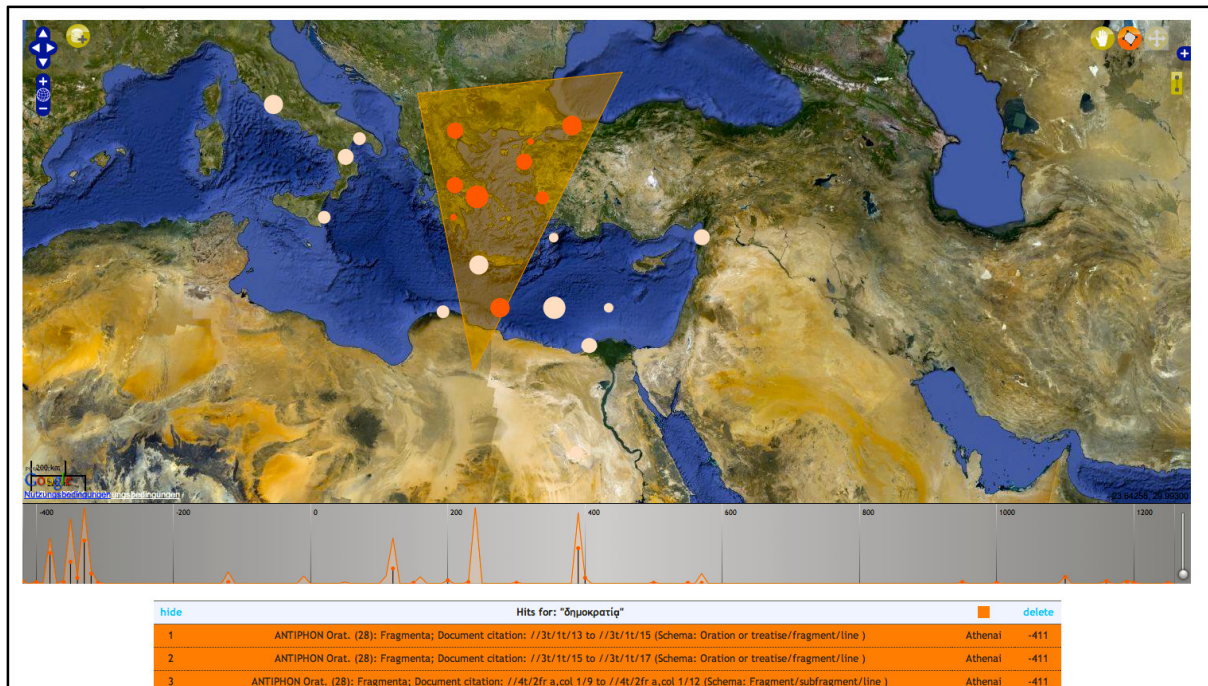 200 km
Google
Nutzungsbedingungen ungsbedingungen /
-400 -200 0 200 400 600 800 1000 1200
hide Hits for: "δημοκρατίᾳ" delete
1 ANTIPHON Orat. (28): Fragmenta; Document citation: //3t/1t/13 to //3t/1t/15 (Schema: Oration or treatise/fragment/line ) Athenai -411
2 ANTIPHON Orat. (28): Fragmenta; Document citation: //3t/1t/15 to //3t/1t/17 (Schema: Oration or treatise/fragment/line ) Athenai -411
3 ANTIPHON Orat. (28): Fragmenta; Document citation: //4t/2fr a,col 1/9 to //4t/2fr a,col 1/12 (Schema: Fragment/subfragment/line ) Athenai -411